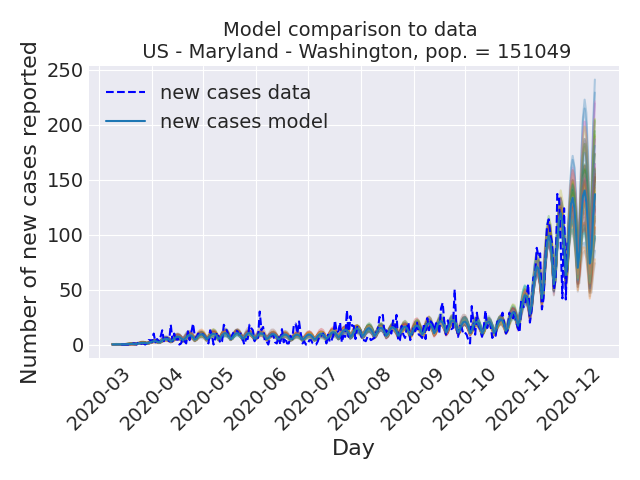 Model comparison to data
US - Maryland - Washington, pop. = 151049
Number of new cases reported
250
200
150
100
50
0
new cases data
new cases model
2020-03
2020-04
2020-05
2020-06
2020-07
2020-08
2020-09
2020-10
2020-11
2020-12
Day